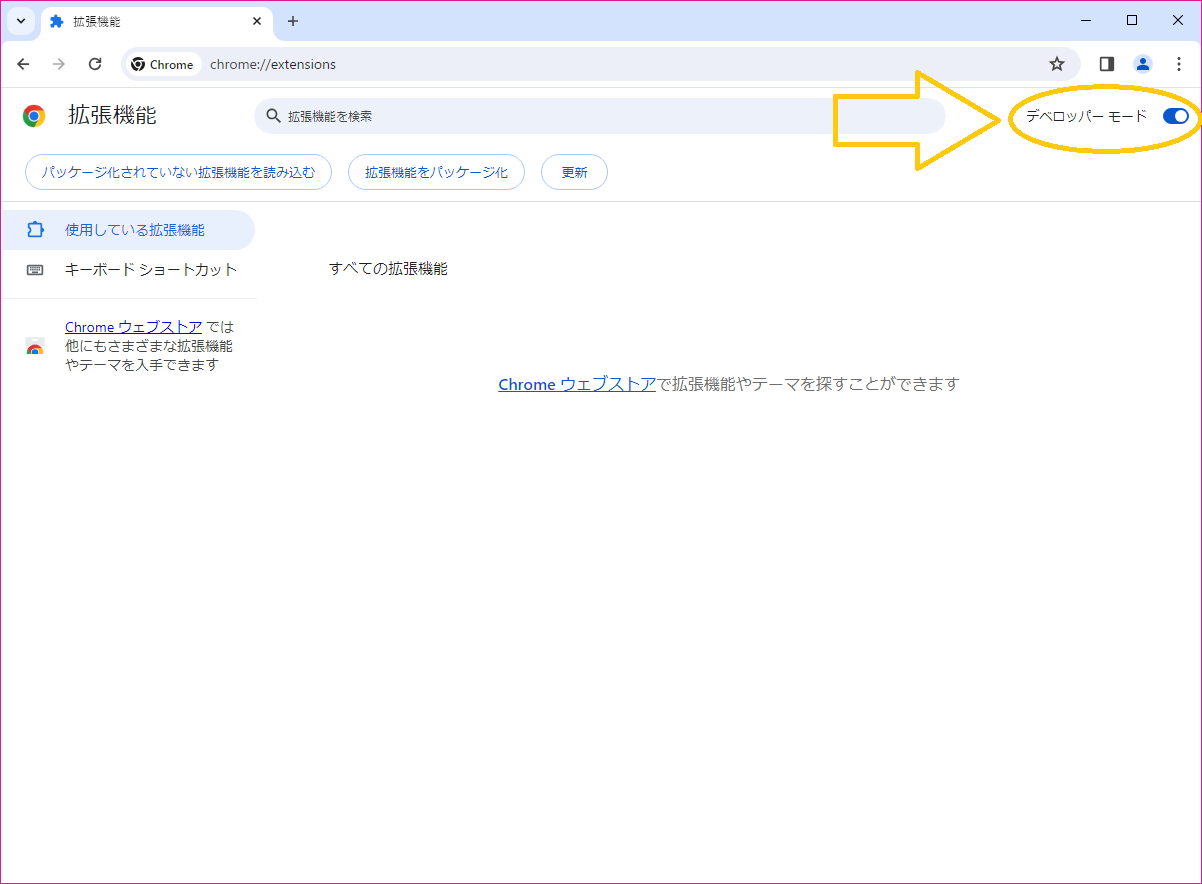 拡張機能
Chrome chrome://extensions
拡張機能 拡張機能を検索 デベロッパー モード
パッケージ化されていない拡張機能を読み込む 拡張機能をパッケージ化 更新
使用している拡張機能
キーボード ショートカット
すべての拡張機能
Chrome ウェブストア では
他にもさまざまな拡張機能
やテーマを入手できます
Chrome ウェブストアで拡張機能やテーマを探すことができます